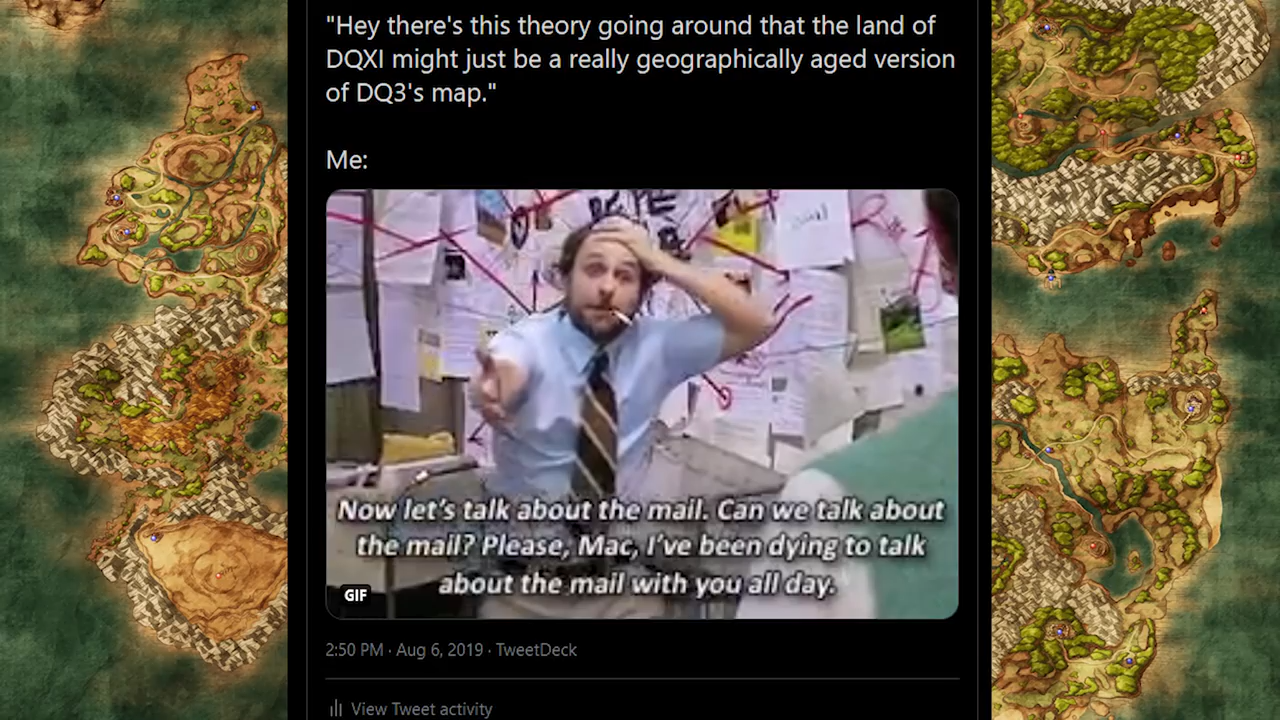 "Hey there's this theory going around that the land of
DQXI might just be a really geographically aged version
of DQ3's map."
Me:
Now let's talk about the mail. Can we talk about
the mail? Please, Mac, I've been dying to talk
about the mail with you all day.
GIF
2:50 PM · Aug 6, 2019 · TweetDeck
View Tweet activity